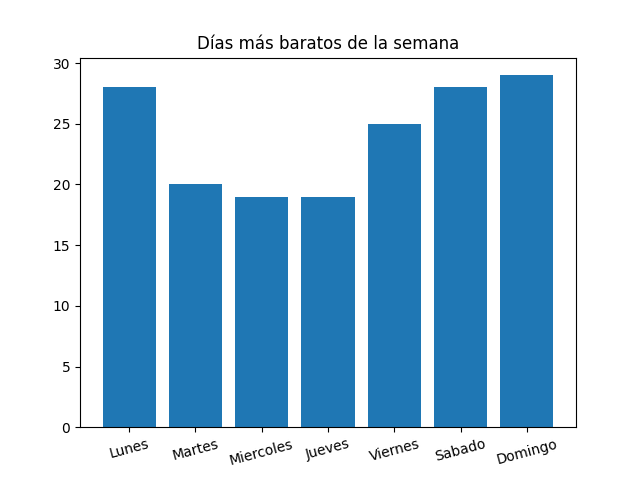 Días más baratos de la semana
30
25
20
15
10
5
0
Lunes
Martes
Miercoles
Jueves
Viernes
Sabado
Domingo